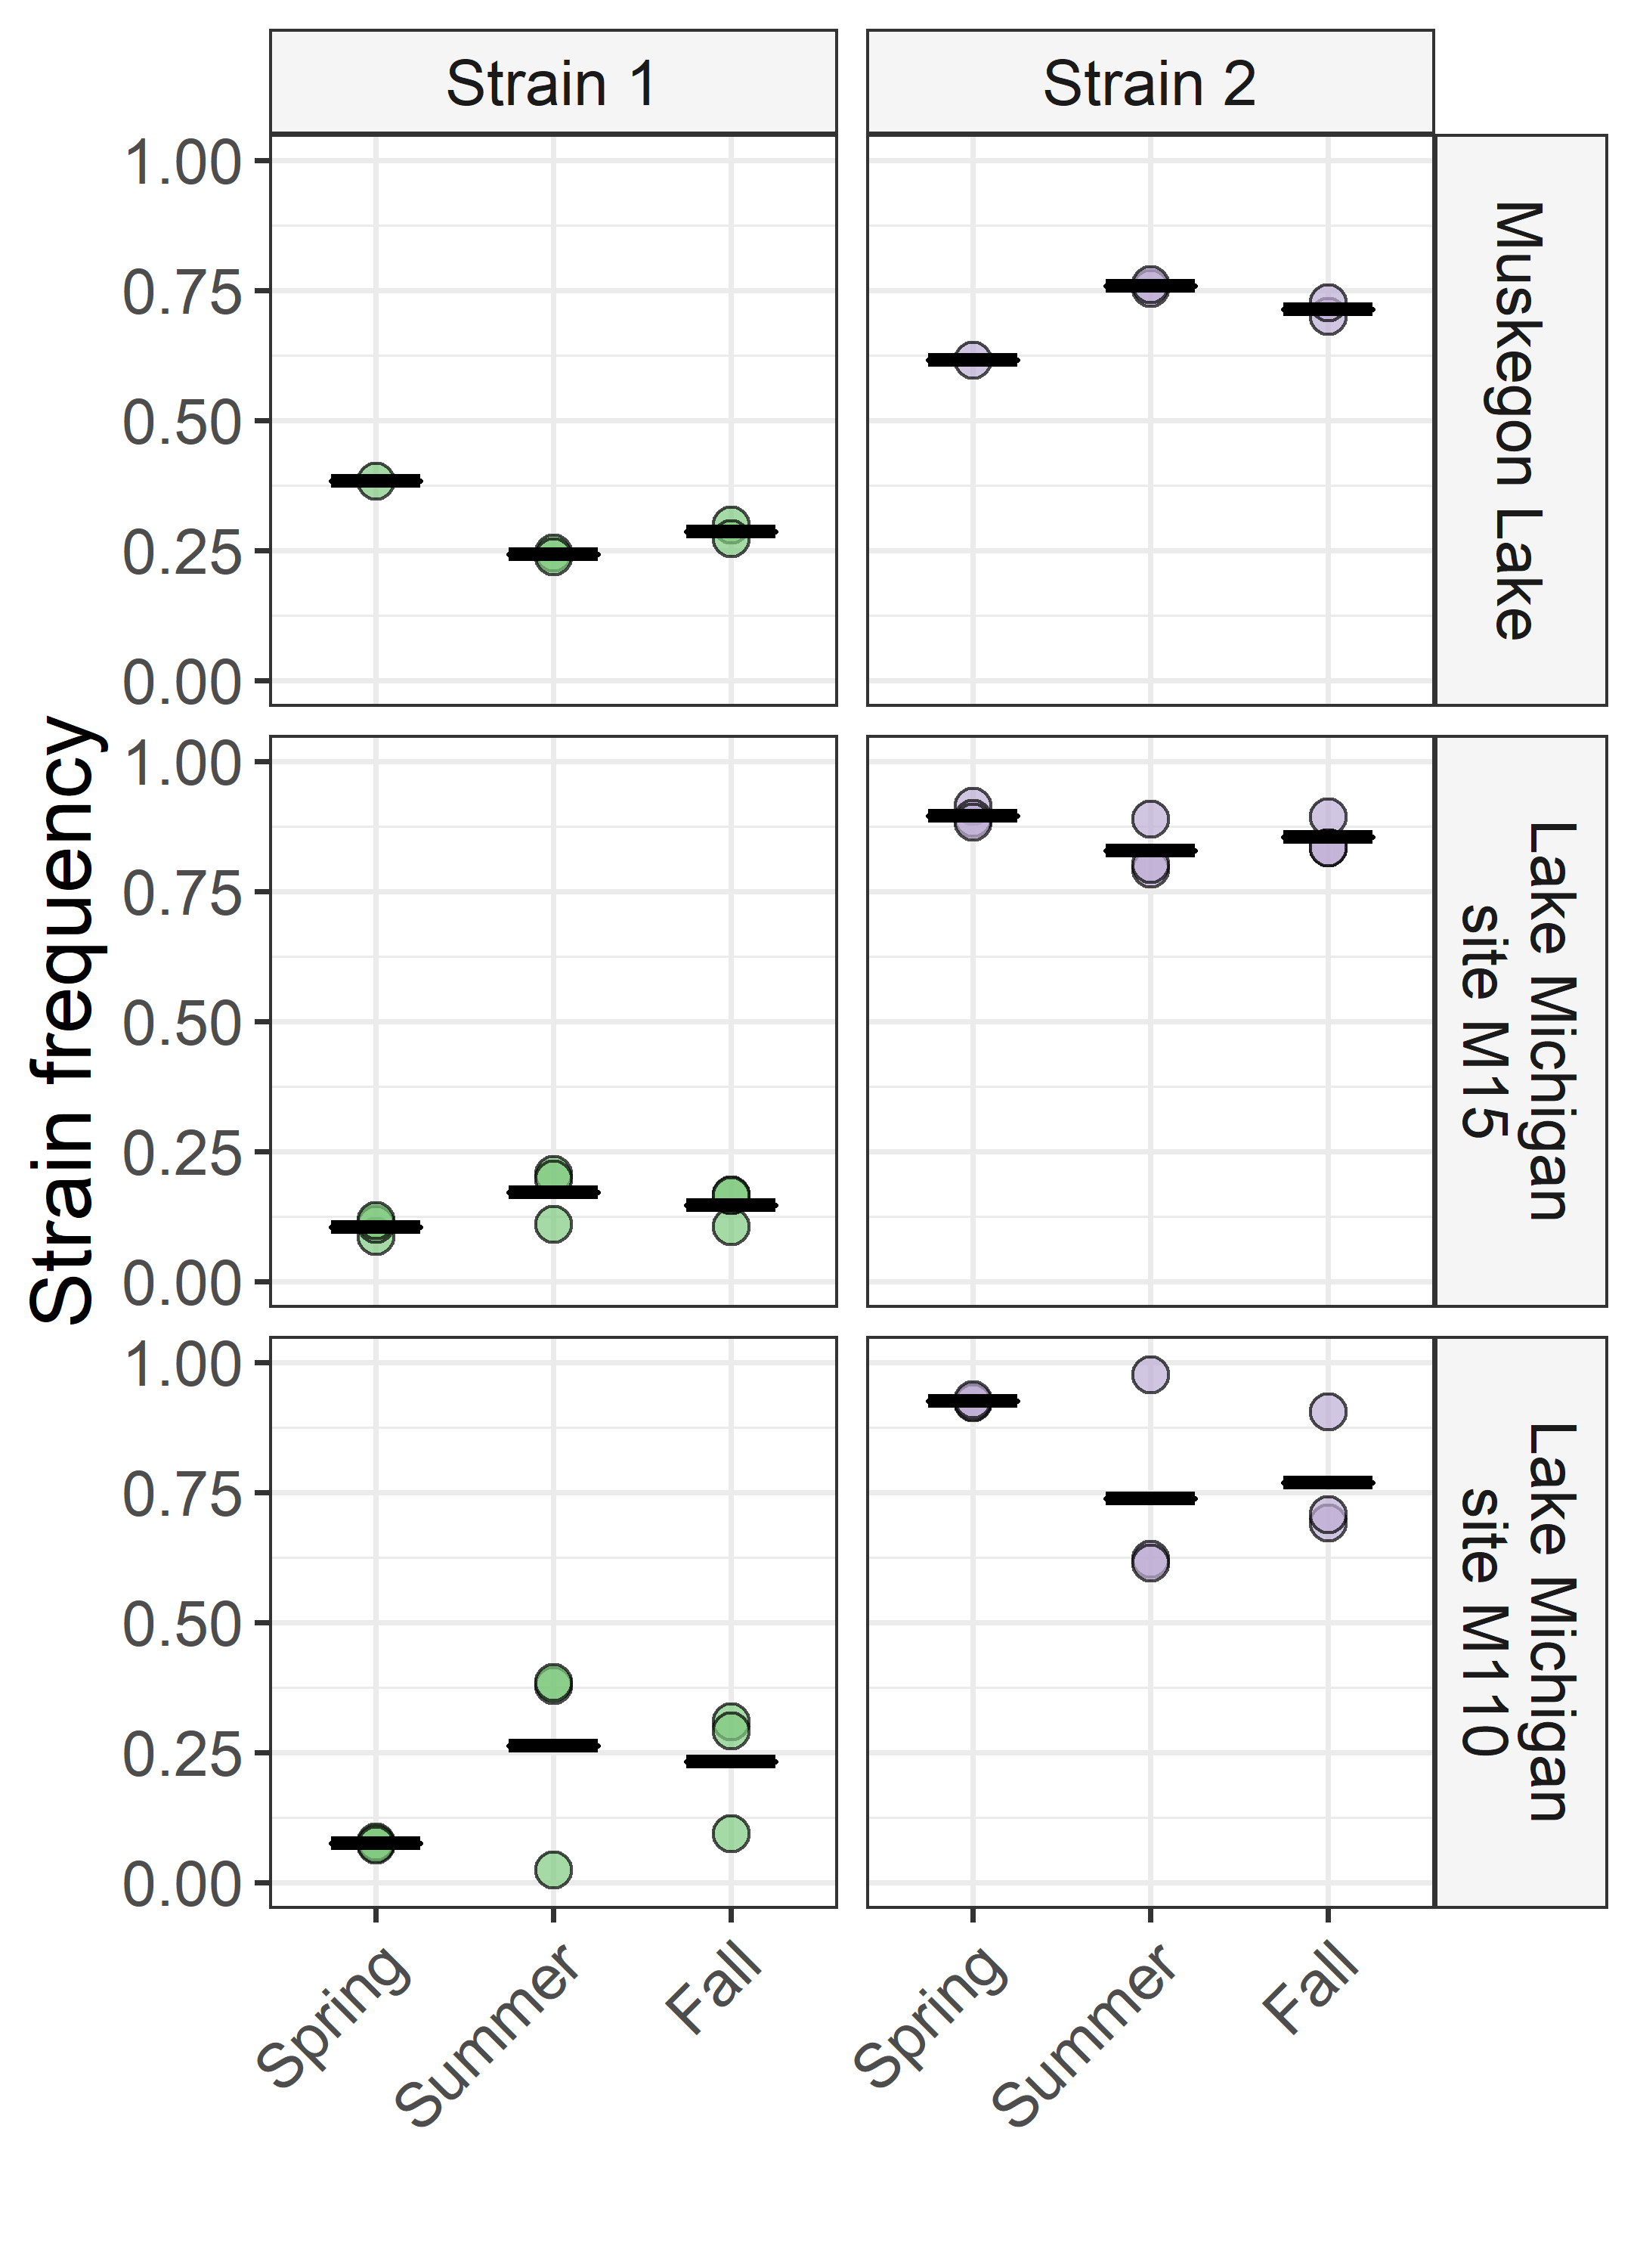 Strain 1
Strain 2
1.00
0.75
0.50
0.25
0.00
Muskegon Lake
Strain frequency
1.00
0.75
0.50
0.25
0.00
Lake Michigan
site M15
1.00
0.75
0.50
0.25
0.00
Lake Michigan
site M110
Spring
Summer
Fall
Spring
Summer
Fall